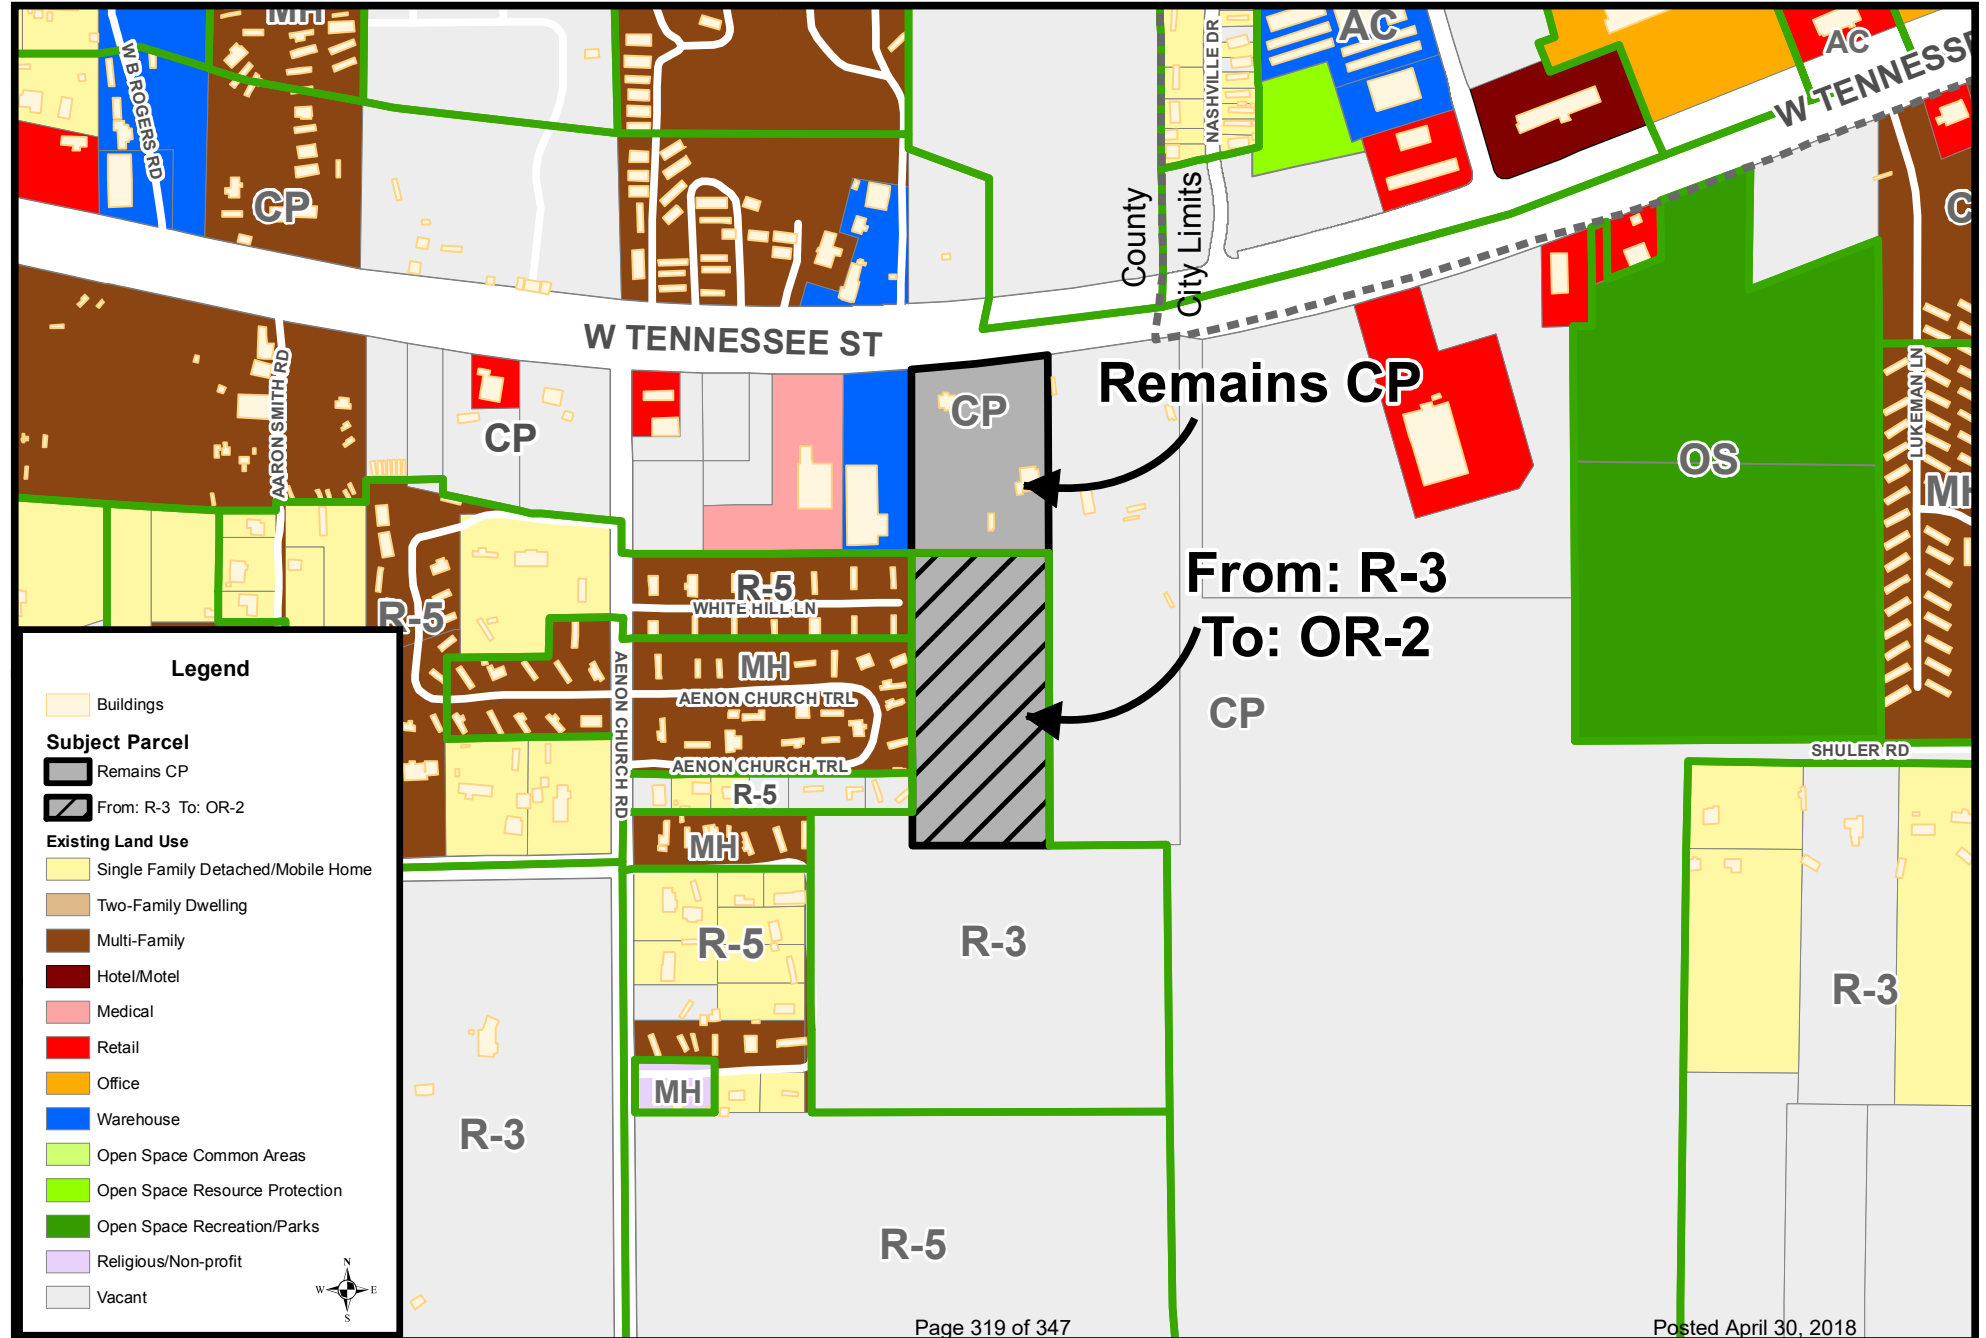 MH
W B ROGERS RD
CP
NASHVILLE DR
AC
AC
W TENNESSE
County
City Limits
W TENNESSEE ST
AARON SMITH RD
CP
CP
Remains CP
OS
LUKEMAN LN
C
MH
R-5
R-5
WHITE HILL LN
MH
AENON CHURCH TRL
AENON CHURCH TRL
R-5
AENON CHURCH RD
MH
From: R-3
To: OR-2
CP
SHULER RD
R-5
R-3
R-3
MH
R-3
R-5
Legend
Buildings
Subject Parcel
Remains CP
From: R-3 To: OR-2
Existing Land Use
Single Family Detached/Mobile Home
Two-Family Dwelling
Multi-Family
Hotel/Motel
Medical
Retail
Office
Warehouse
Open Space Common Areas
Open Space Resource Protection
Open Space Recreation/Parks
Religious/Non-profit
Vacant
N
W E
S
Page 319 of 347
Posted April 30, 2018